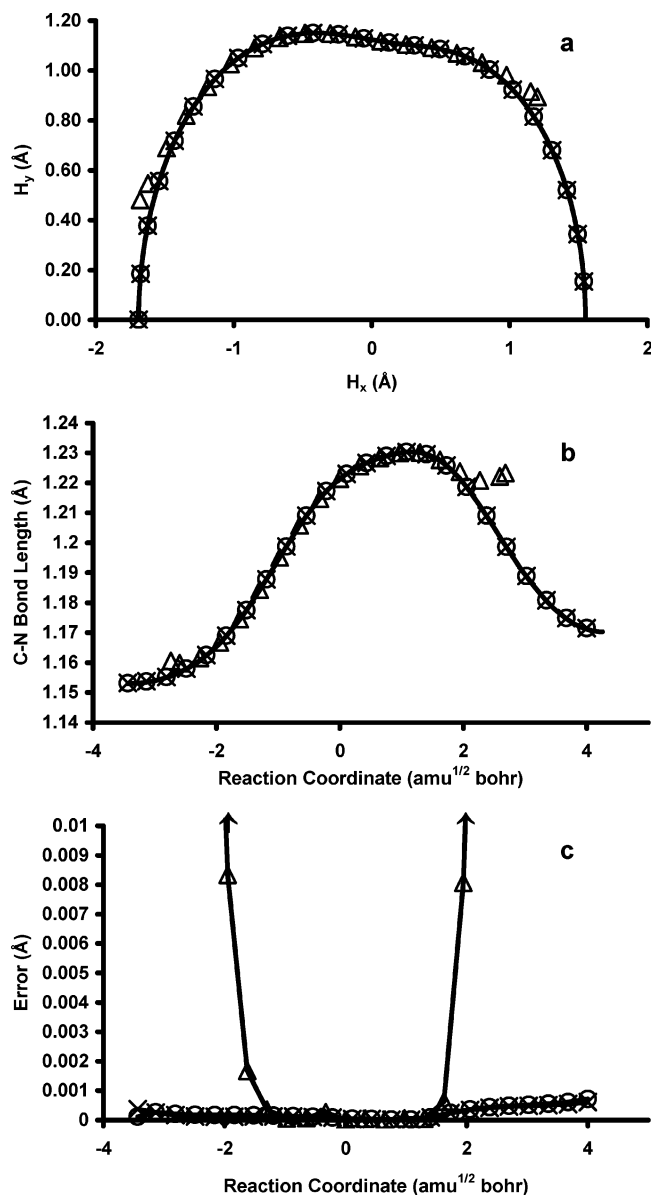 a
1.20
1.00
0.80
0.60
0.40
0.20
0.00
Hy (Å)
-2 -1 0 1 2
Hx (Å)
b
1.24
1.23
1.22
1.21
1.2
1.19
1.18
1.17
1.16
1.15
1.14
C-N Bond Length (Å)
-4 -2 0 2 4
Reaction Coordinate (amu1/2 bohr)
c
0.01
0.009
0.008
0.007
0.006
0.005
0.004
0.003
0.002
0.001
0
Error (Å)
-4 -2 0 2 4
Reaction Coordinate (amu1/2 bohr)